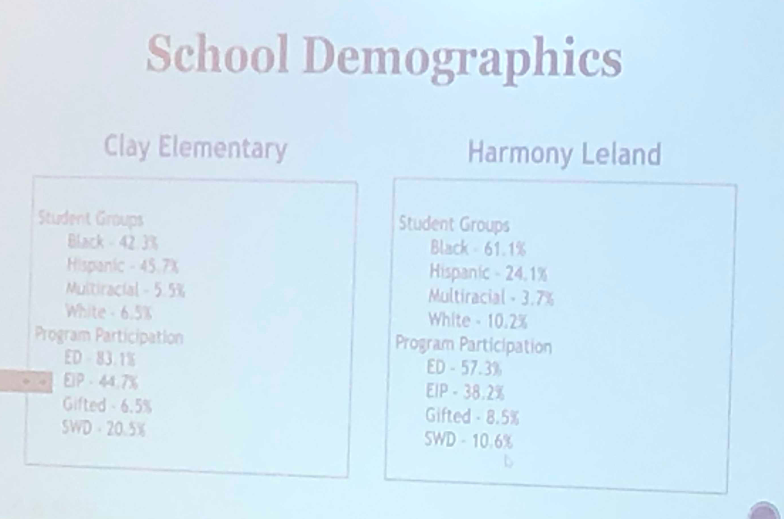 School Demographics
Clay Elementary
Student Groups
Black - 42.3%
Hispanic - 45.7%
Multiracial - 5.5%
White - 6.5%
Program Participation
ED - 83.1%
EIP - 44.7%
Gifted - 6.5%
SWD - 20.5%
Harmony Leland
Student Groups
Black - 61.1%
Hispanic - 24.1%
Multiracial - 3.7%
White - 10.2%
Program Participation
ED - 57.3%
EIP - 38.2%
Gifted - 8.5%
SWD - 10.6%